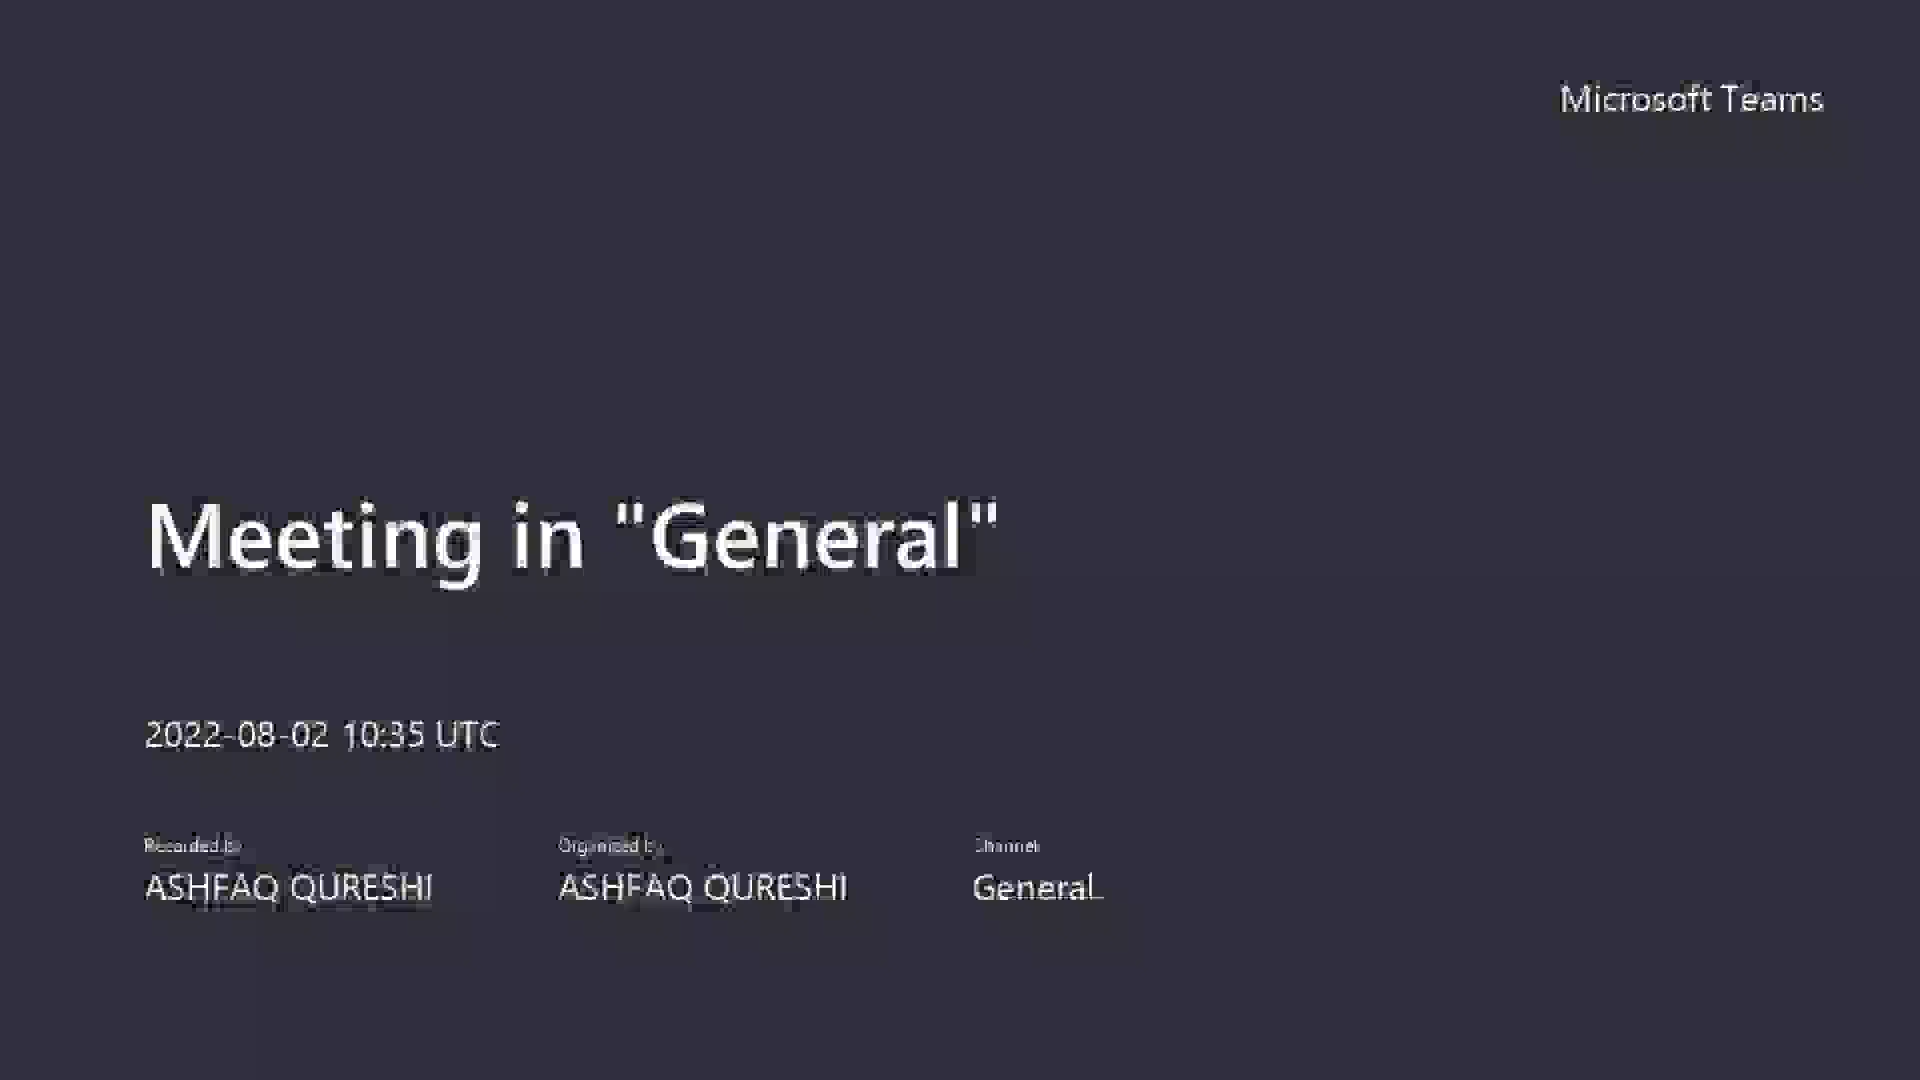 Microsoft Teams
Meeting in "General"
2022-08-02 10:35 UTC
Recorded by
Organized by
Channel
ASHFAQ QURESHI
ASHFAQ QURESHI
General